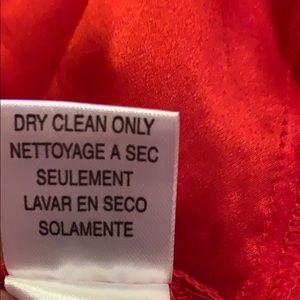 DRY CLEAN ONLY
NETTOYAGE A SEC
SEULEMENT
LAVAR EN SECO
SOLAMENTE